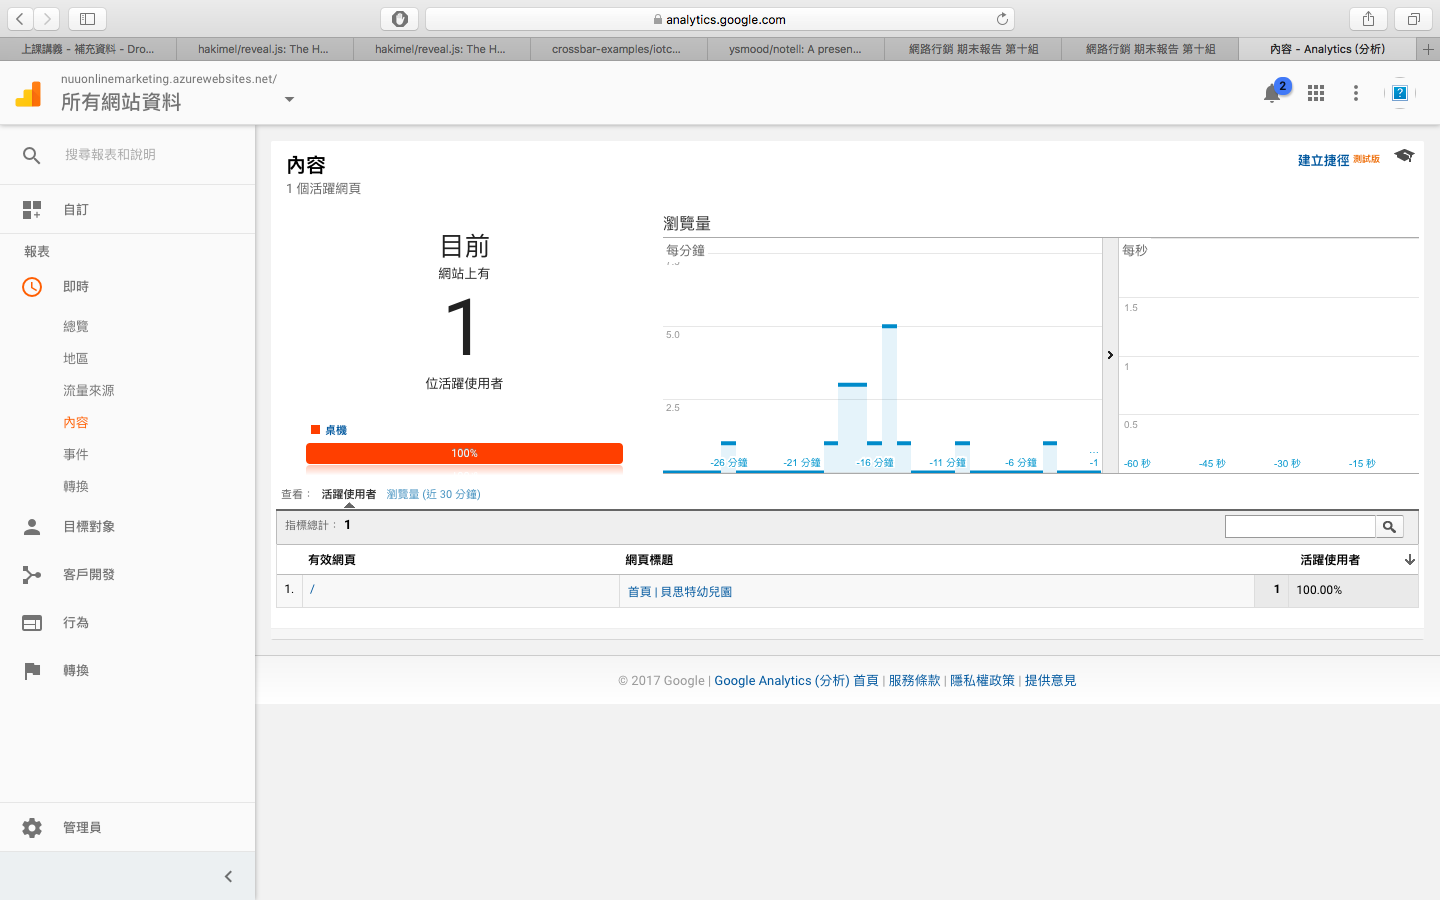 analytics.google.com
上課講義 - 補充資料 - Dro...
hakimel/reveal.js: The H...
hakimel/reveal.js: The H...
crossbar-examples/iotc...
ysmood/notell: A presen...
網路行銷 期末報告 第十組
網路行銷 期末報告 第十組
內容 - Analytics (分析)
nuuonlinemarketing.azurewebsites.net/
所有網站資料
2
搜尋報表和說明
自訂
報表
即時
總覽
地區
流量來源
內容
事件
轉換
目標對象
客戶開發
行為
轉換
管理員
內容
1 個活躍網頁
建立捷徑 測試版
目前
網站上有
1
位活躍使用者
桌機
100%
瀏覽量
每分鐘
5.0
2.5
-26 分鐘
-21 分鐘
-16 分鐘
-11 分鐘
-6 分鐘
...
-1
每秒
1.5
1
0.5
-60 秒
-45 秒
-30 秒
-15 秒
查看： 活躍使用者 瀏覽量 (近 30 分鐘)
指標總計： 1
有效網頁 網頁標題 活躍使用者
1. / 首頁 | 貝思特幼兒園 1 100.00%
© 2017 Google | Google Analytics (分析) 首頁 | 服務條款 | 隱私權政策 | 提供意見